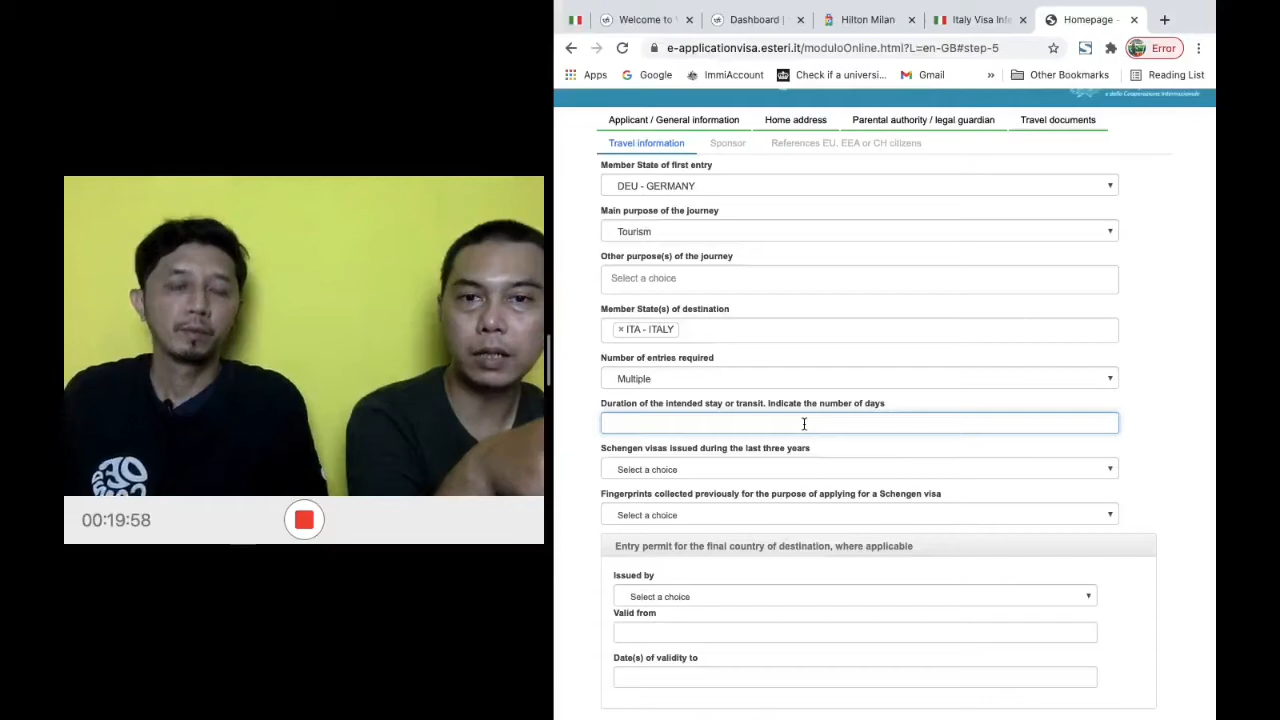 Welcome to
Dashboard |
Hilton Milan
Italy Visa Inf
Homepage -
e-applicationvisa.esteri.it/moduloOnline.html?L=en-GB#step-5
Error
Apps
Google
ImmiAccount
Check if a universi...
Gmail
»
Other Bookmarks
Reading List
e della Cooperazione Internazionale
Applicant / General information
Home address
Parental authority / legal guardian
Travel documents
Travel information
Sponsor
References EU, EEA or CH citizens
Member State of first entry
DEU - GERMANY
Main purpose of the journey
Tourism
Other purpose(s) of the journey
Select a choice
Member State(s) of destination
× ITA - ITALY
Number of entries required
Multiple
Duration of the intended stay or transit. Indicate the number of days
Schengen visas issued during the last three years
Select a choice
Fingerprints collected previously for the purpose of applying for a Schengen visa
Select a choice
Entry permit for the final country of destination, where applicable
Issued by
Select a choice
Valid from
Date(s) of validity to
00:19:58